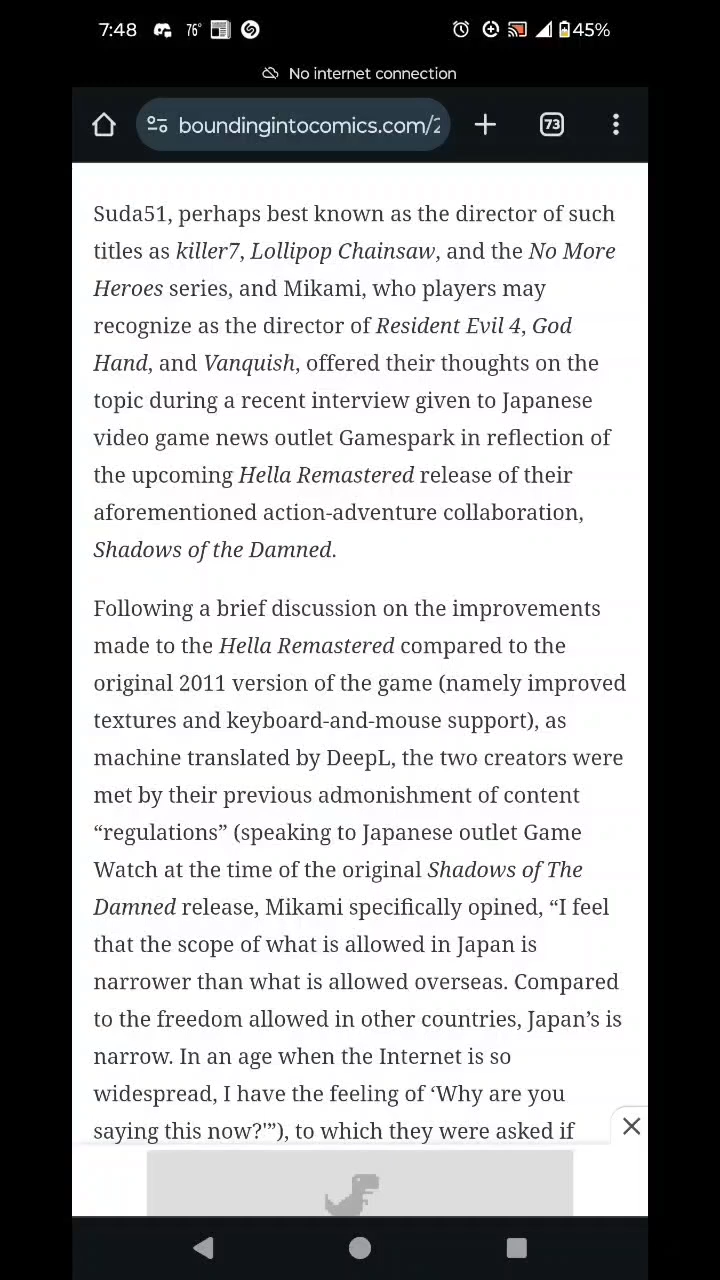 7:48
76°
45%
No internet connection
boundingintocomics.com/2
73
Suda51, perhaps best known as the director of such
titles as killer7, Lollipop Chainsaw, and the No More
Heroes series, and Mikami, who players may
recognize as the director of Resident Evil 4, God
Hand, and Vanquish, offered their thoughts on the
topic during a recent interview given to Japanese
video game news outlet Gamespark in reflection of
the upcoming Hella Remastered release of their
aforementioned action-adventure collaboration,
Shadows of the Damned.
Following a brief discussion on the improvements
made to the Hella Remastered compared to the
original 2011 version of the game (namely improved
textures and keyboard-and-mouse support), as
machine translated by DeepL, the two creators were
met by their previous admonishment of content
“regulations” (speaking to Japanese outlet Game
Watch at the time of the original Shadows of The
Damned release, Mikami specifically opined, “I feel
that the scope of what is allowed in Japan is
narrower than what is allowed overseas. Compared
to the freedom allowed in other countries, Japan’s is
narrow. In an age when the Internet is so
widespread, I have the feeling of ‘Why are you
saying this now?'”), to which they were asked if